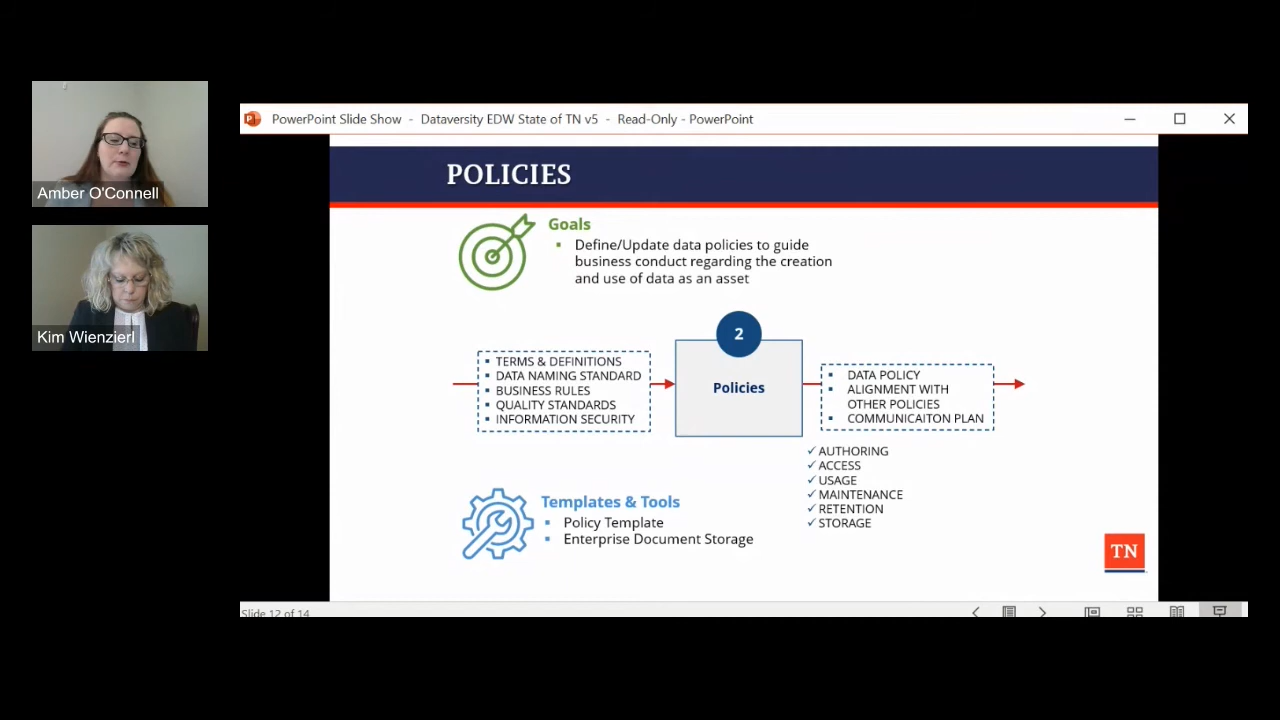 Amber O'Connell
Kim Wienzierl
PowerPoint Slide Show - Dataversity EDW State of TN v5 - Read-Only - PowerPoint
POLICIES
Goals
▪ Define/Update data policies to guide
business conduct regarding the creation
and use of data as an asset
▪ TERMS & DEFINITIONS
▪ DATA NAMING STANDARD
▪ BUSINESS RULES
▪ QUALITY STANDARDS
▪ INFORMATION SECURITY
2
Policies
▪ DATA POLICY
▪ ALIGNMENT WITH
OTHER POLICIES
▪ COMMUNICAITON PLAN
✓ AUTHORING
✓ ACCESS
✓ USAGE
✓ MAINTENANCE
✓ RETENTION
✓ STORAGE
Templates & Tools
▪ Policy Template
▪ Enterprise Document Storage
TN
Slide 12 of 14